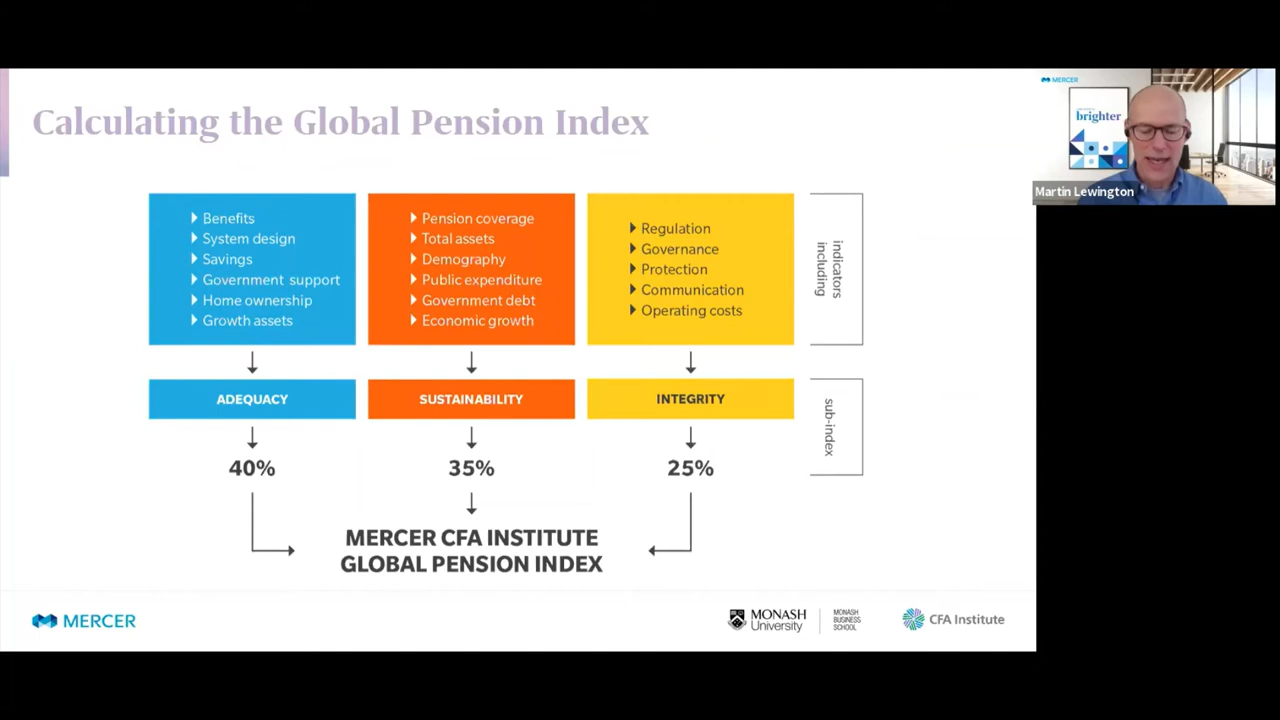 Calculating the Global Pension Index
Benefits
System design
Savings
Government support
Home ownership
Growth assets
Pension coverage
Total assets
Demography
Public expenditure
Government debt
Economic growth
Regulation
Governance
Protection
Communication
Operating costs
indicators
including
ADEQUACY
SUSTAINABILITY
INTEGRITY
sub-index
40%
35%
25%
MERCER CFA INSTITUTE
GLOBAL PENSION INDEX
MERCER
MONASH
University
MONASH
BUSINESS
SCHOOL
CFA Institute
MERCER
brighter
Martin Lewington